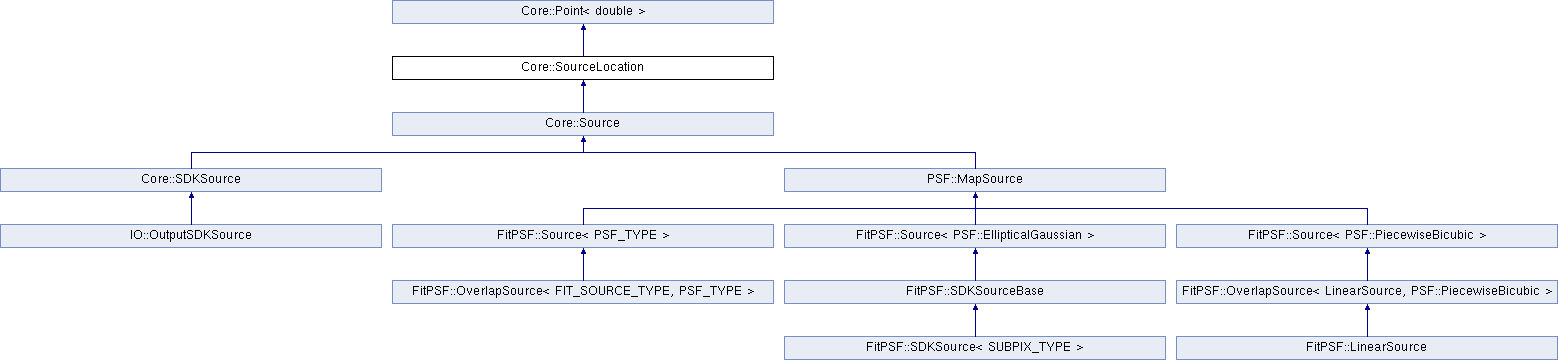 Core::Point< double >
Core::SourceLocation
Core::Source
Core::SDKSource
PSF::MapSource
IO::OutputSDKSource
FitPSF::Source< PSF_TYPE >
FitPSF::Source< PSF::EllipticalGaussian >
FitPSF::Source< PSF::PiecewiseBicubic >
FitPSF::OverlapSource< FIT_SOURCE_TYPE, PSF_TYPE >
FitPSF::SDKSourceBase
FitPSF::OverlapSource< LinearSource, PSF::PiecewiseBicubic >
FitPSF::SDKSource< SUBPIX_TYPE >
FitPSF::LinearSource